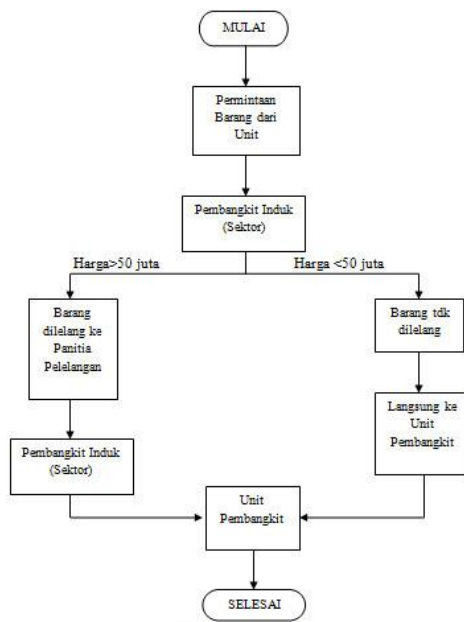 MULAI
Permintaan
Barang dari
Unit
Pembangkit Induk
(Sektor)
Harga>50 juta
Harga <50 juta
Barang
dilelang ke
Panitia
Pelelangan
Barang tdk
dilelang
Langsung ke
Unit
Pembangkit
Pembangkit Induk
(Sektor)
Unit
Pembangkit
SELESAI